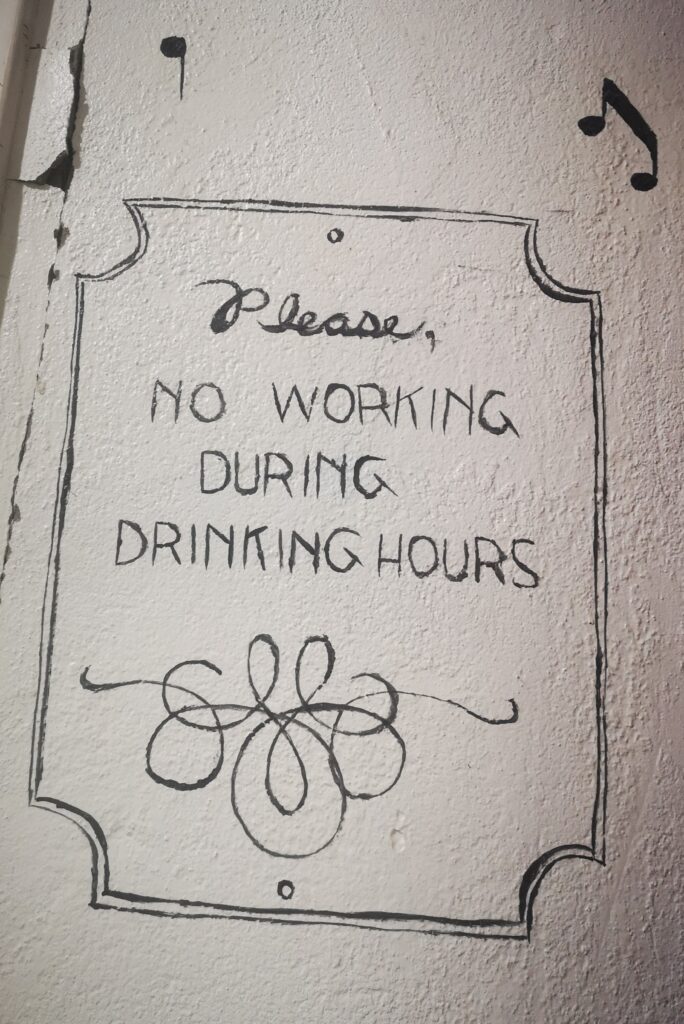 Please,
NO WORKING
DURING
DRINKING HOURS